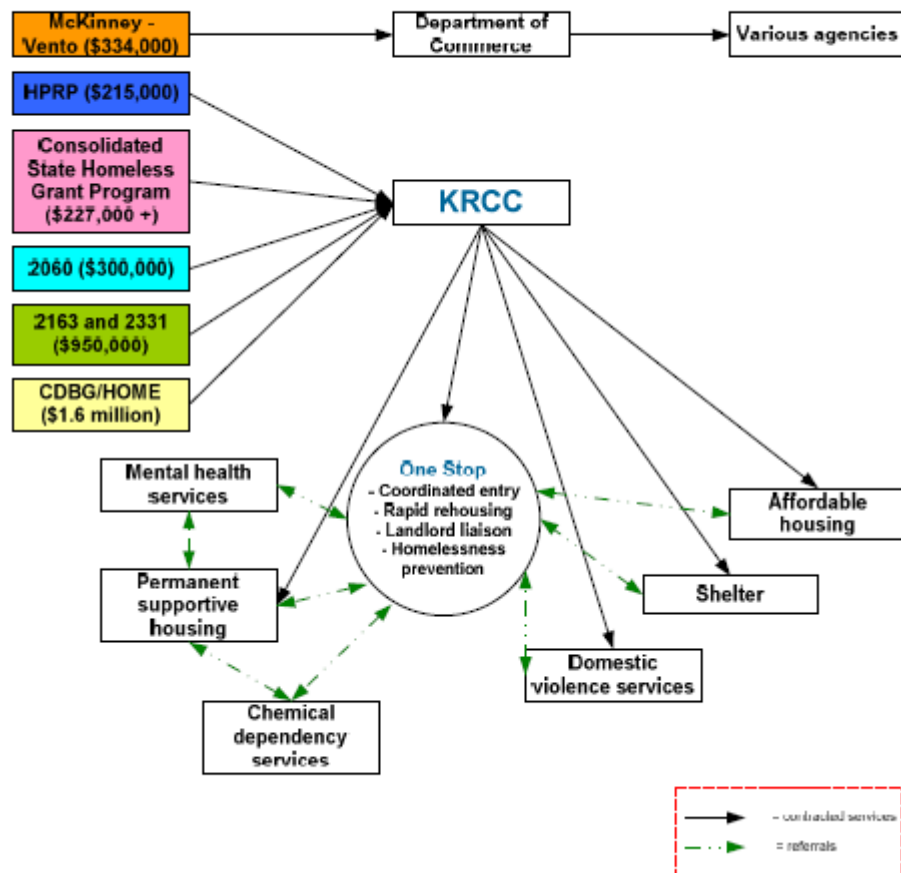 McKinney -
Vento ($334,000)
Department of
Commerce
Various agencies
HPRP ($215,000)
Consolidated
State Homeless
Grant Program
($227,000 +)
KRCC
2060 ($300,000)
2163 and 2331
($950,000)
CDBG/HOME
($1.6 million)
One Stop
- Coordinated entry
- Rapid rehousing
- Landlord liaison
- Homelessness
prevention
Mental health
services
Affordable
housing
Permanent
supportive
housing
Shelter
Domestic
violence services
Chemical
dependency
services
= contracted services
= referrals